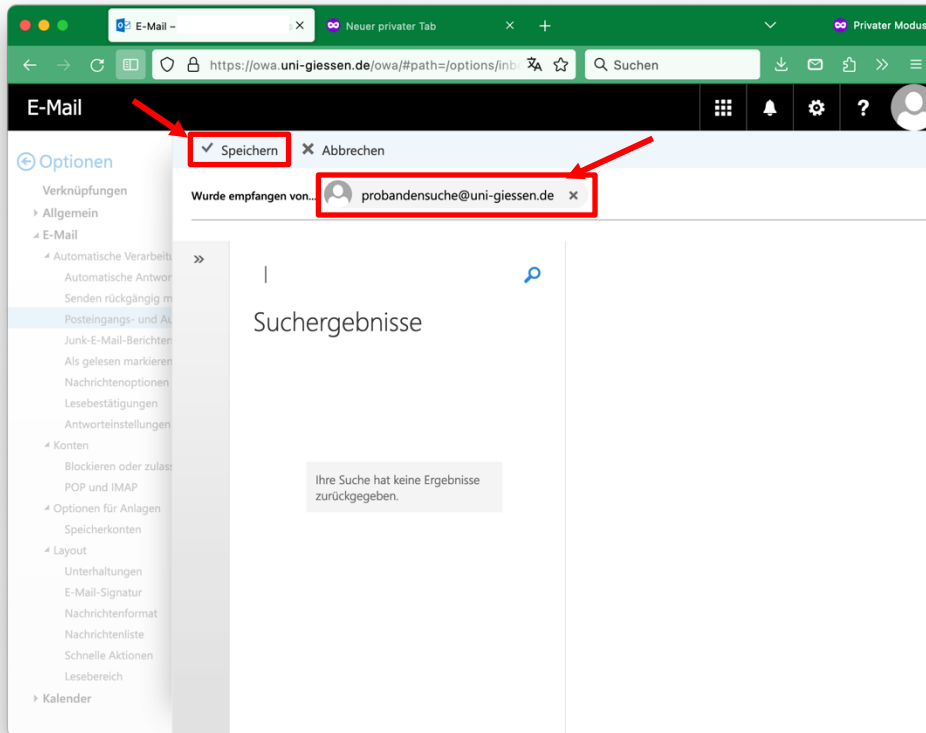 E-Mail –
Neuer privater Tab
Privater Modus
https://owa.uni-giessen.de/owa/#path=/options/inb
Suchen
E-Mail
Speichern
Abbrechen
Optionen
Wurde empfangen von...
probandensuche@uni-giessen.de
Verknüpfungen
Allgemein
E-Mail
Automatische Verarbeitu
Automatische Antwor
Senden rückgängig m
Posteingangs- und Au
Junk-E-Mail-Berichter
Als gelesen markieren
Nachrichtenoptionen
Lesebestätigungen
Antworteinstellungen
Konten
Blockieren oder zulass
POP und IMAP
Optionen für Anlagen
Speicherkonten
Layout
Unterhaltungen
E-Mail-Signatur
Nachrichtenformat
Nachrichtenliste
Schnelle Aktionen
Lesebereich
Kalender
Suchergebnisse
Ihre Suche hat keine Ergebnisse
zurückgegeben.